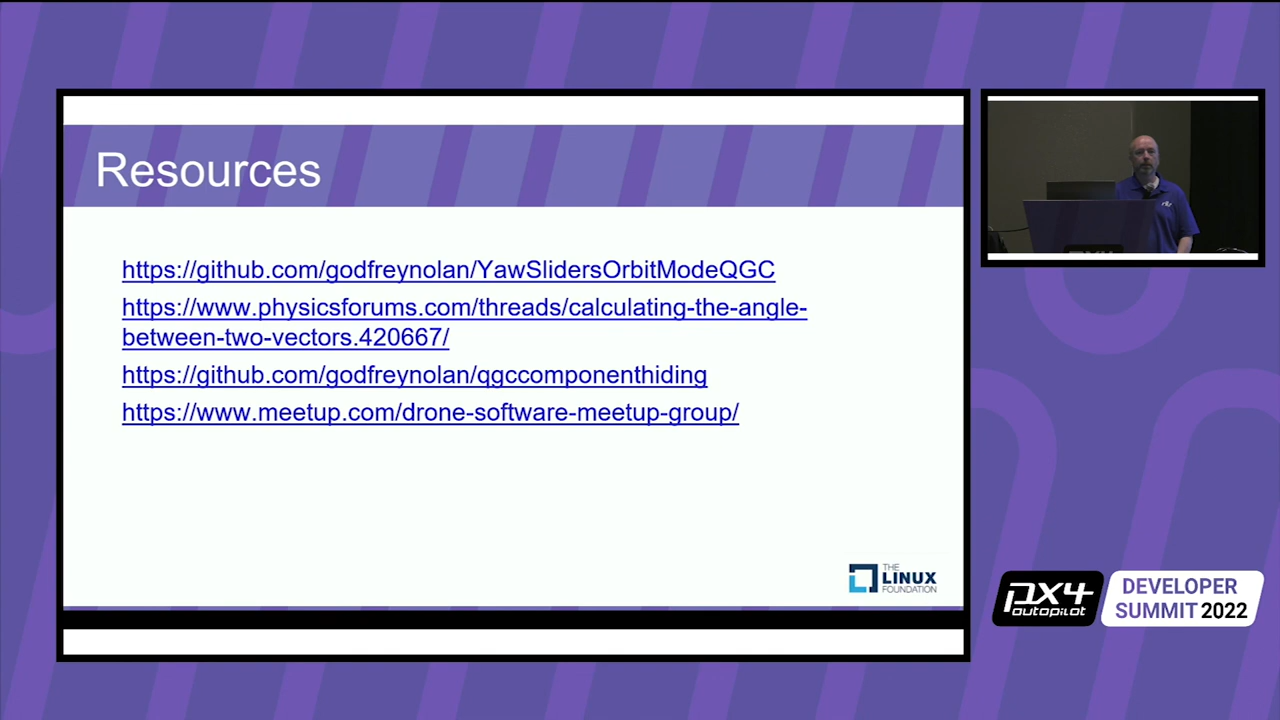 Resources
https://github.com/godfreynolan/YawSlidersOrbitModeQGC
https://www.physicsforums.com/threads/calculating-the-angle-
between-two-vectors.420667/
https://github.com/godfreynolan/qgccomponenthiding
https://www.meetup.com/drone-software-meetup-group/
THE
LINUX
FOUNDATION
PX4
autopilot
DEVELOPER
SUMMIT 2022